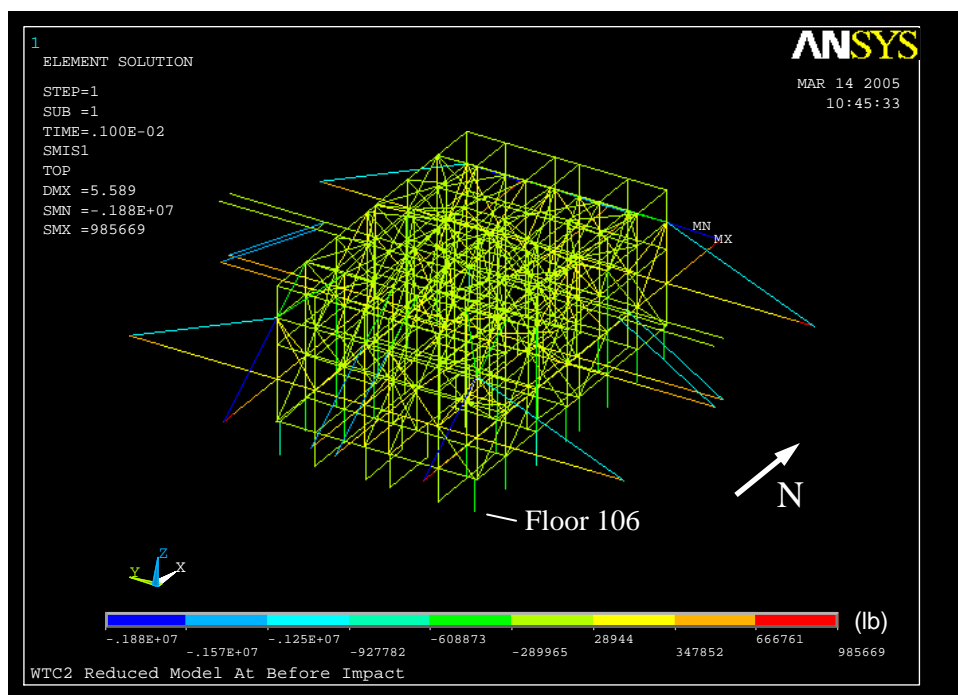 1
ANSYS
ELEMENT SOLUTION
MAR 14 2005
10:45:33
STEP=1
SUB =1
TIME=.100E-02
SMIS1
TOP
DMX =5.589
SMN =-.188E+07
SMX =985669
MN
MX
N
Floor 106
Z
Y
X
-.188E+07 -.125E+07 -608873 28944 666761 (lb)
-.157E+07 -927782 -289965 347852 985669
WTC2 Reduced Model At Before Impact